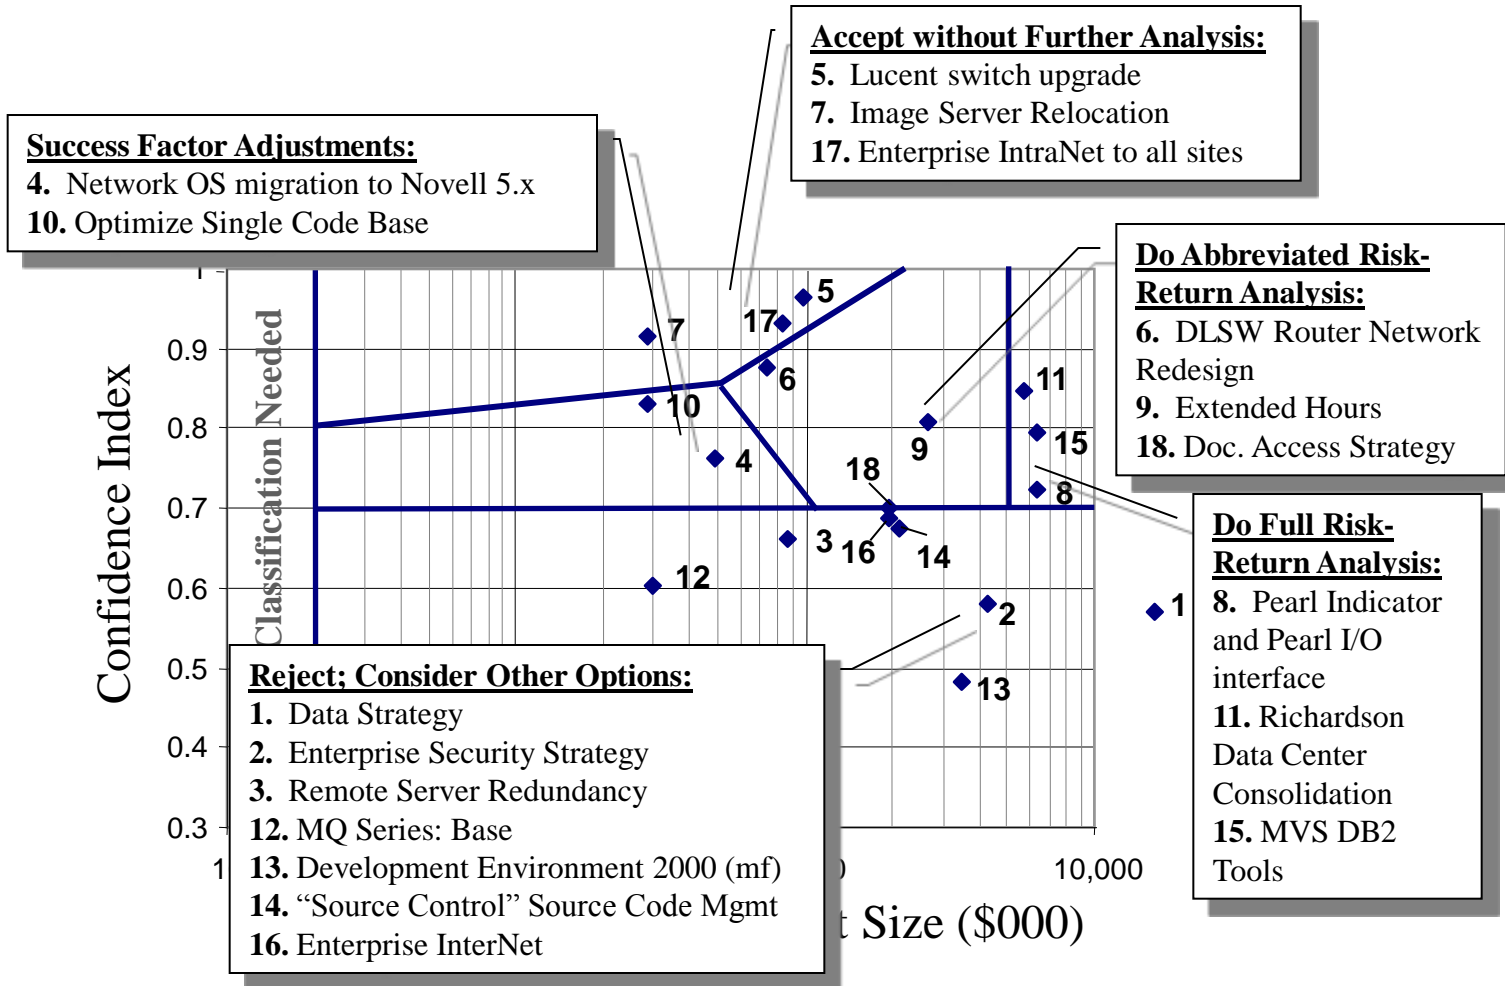 Accept without Further Analysis:
5. Lucent switch upgrade
7. Image Server Relocation
17. Enterprise IntraNet to all sites
Success Factor Adjustments:
4. Network OS migration to Novell 5.x
10. Optimize Single Code Base
Do Abbreviated Risk-
Return Analysis:
6. DLSW Router Network
Redesign
9. Extended Hours
18. Doc. Access Strategy
Do Full Risk-
Return Analysis:
8. Pearl Indicator
and Pearl I/O
interface
11. Richardson
Data Center
Consolidation
15. MVS DB2
Tools
Reject; Consider Other Options:
1. Data Strategy
2. Enterprise Security Strategy
3. Remote Server Redundancy
12. MQ Series: Base
13. Development Environment 2000 (mf)
14. “Source Control” Source Code Mgmt
16. Enterprise InterNet
Confidence Index
Classification Needed
0.9
0.8
0.7
0.6
0.5
0.4
0.3
5
17
7
6
10
11
9
15
4
18
8
3
16
14
12
2
1
13
10,000
Size ($000)